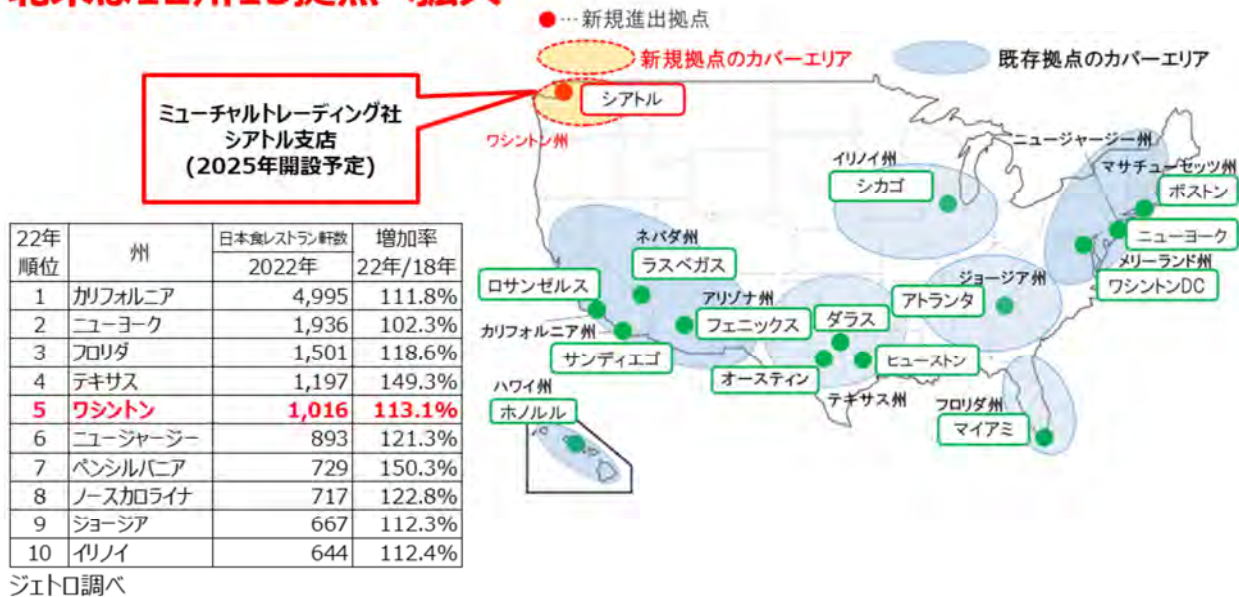 ●…新規進出拠点
新規拠点のカバーエリア
既存拠点のカバーエリア
ミューチャルトレーディング社
シアトル支店
(2025年開設予定)
シアトル
ワシントン州
ニュージャージー州
イリノイ州
マサチューセッツ州
シカゴ
ボストン
ネバダ州
ニューヨーク
ラスベガス
メリーランド州
ジョージア州
ロサンゼルス
アリゾナ州
アトランタ
ワシントンDC
カリフォルニア州
フェニックス
ダラス
サンディエゴ
オースティン
ヒューストン
ハワイ州
テキサス州
フロリダ州
ホノルル
マイアミ
22年順位 州 日本食レストラン軒数 2022年 増加率 22年/18年
1 カリフォルニア 4,995 111.8%
2 ニューヨーク 1,936 102.3%
3 フロリダ 1,501 118.6%
4 テキサス 1,197 149.3%
5 ワシントン 1,016 113.1%
6 ニュージャージー 893 121.3%
7 ペンシルバニア 729 150.3%
8 ノースカロライナ 717 122.8%
9 ジョージア 667 112.3%
10 イリノイ 644 112.4%
ジェトロ調べ